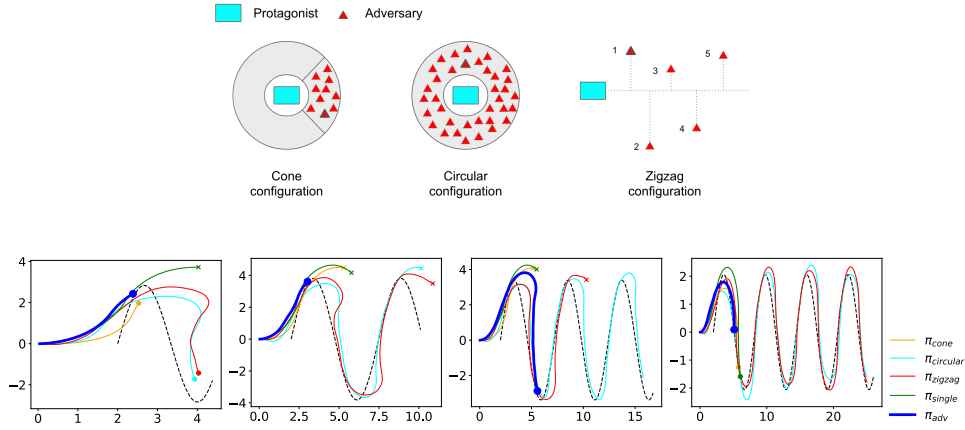 Protagonist Adversary
1
2
3
4
5
Cone
configuration
Circular
configuration
Zigzag
configuration
4
2
0
−2
0 1 2 3 4
4
2
0
−2
−4
0.0 2.5 5.0 7.5 10.0
4
2
0
−2
0 5 10 15
2
1
0
−1
−2
0 10 20
π_cone
π_circular
π_zigzag
π_single
π_adv